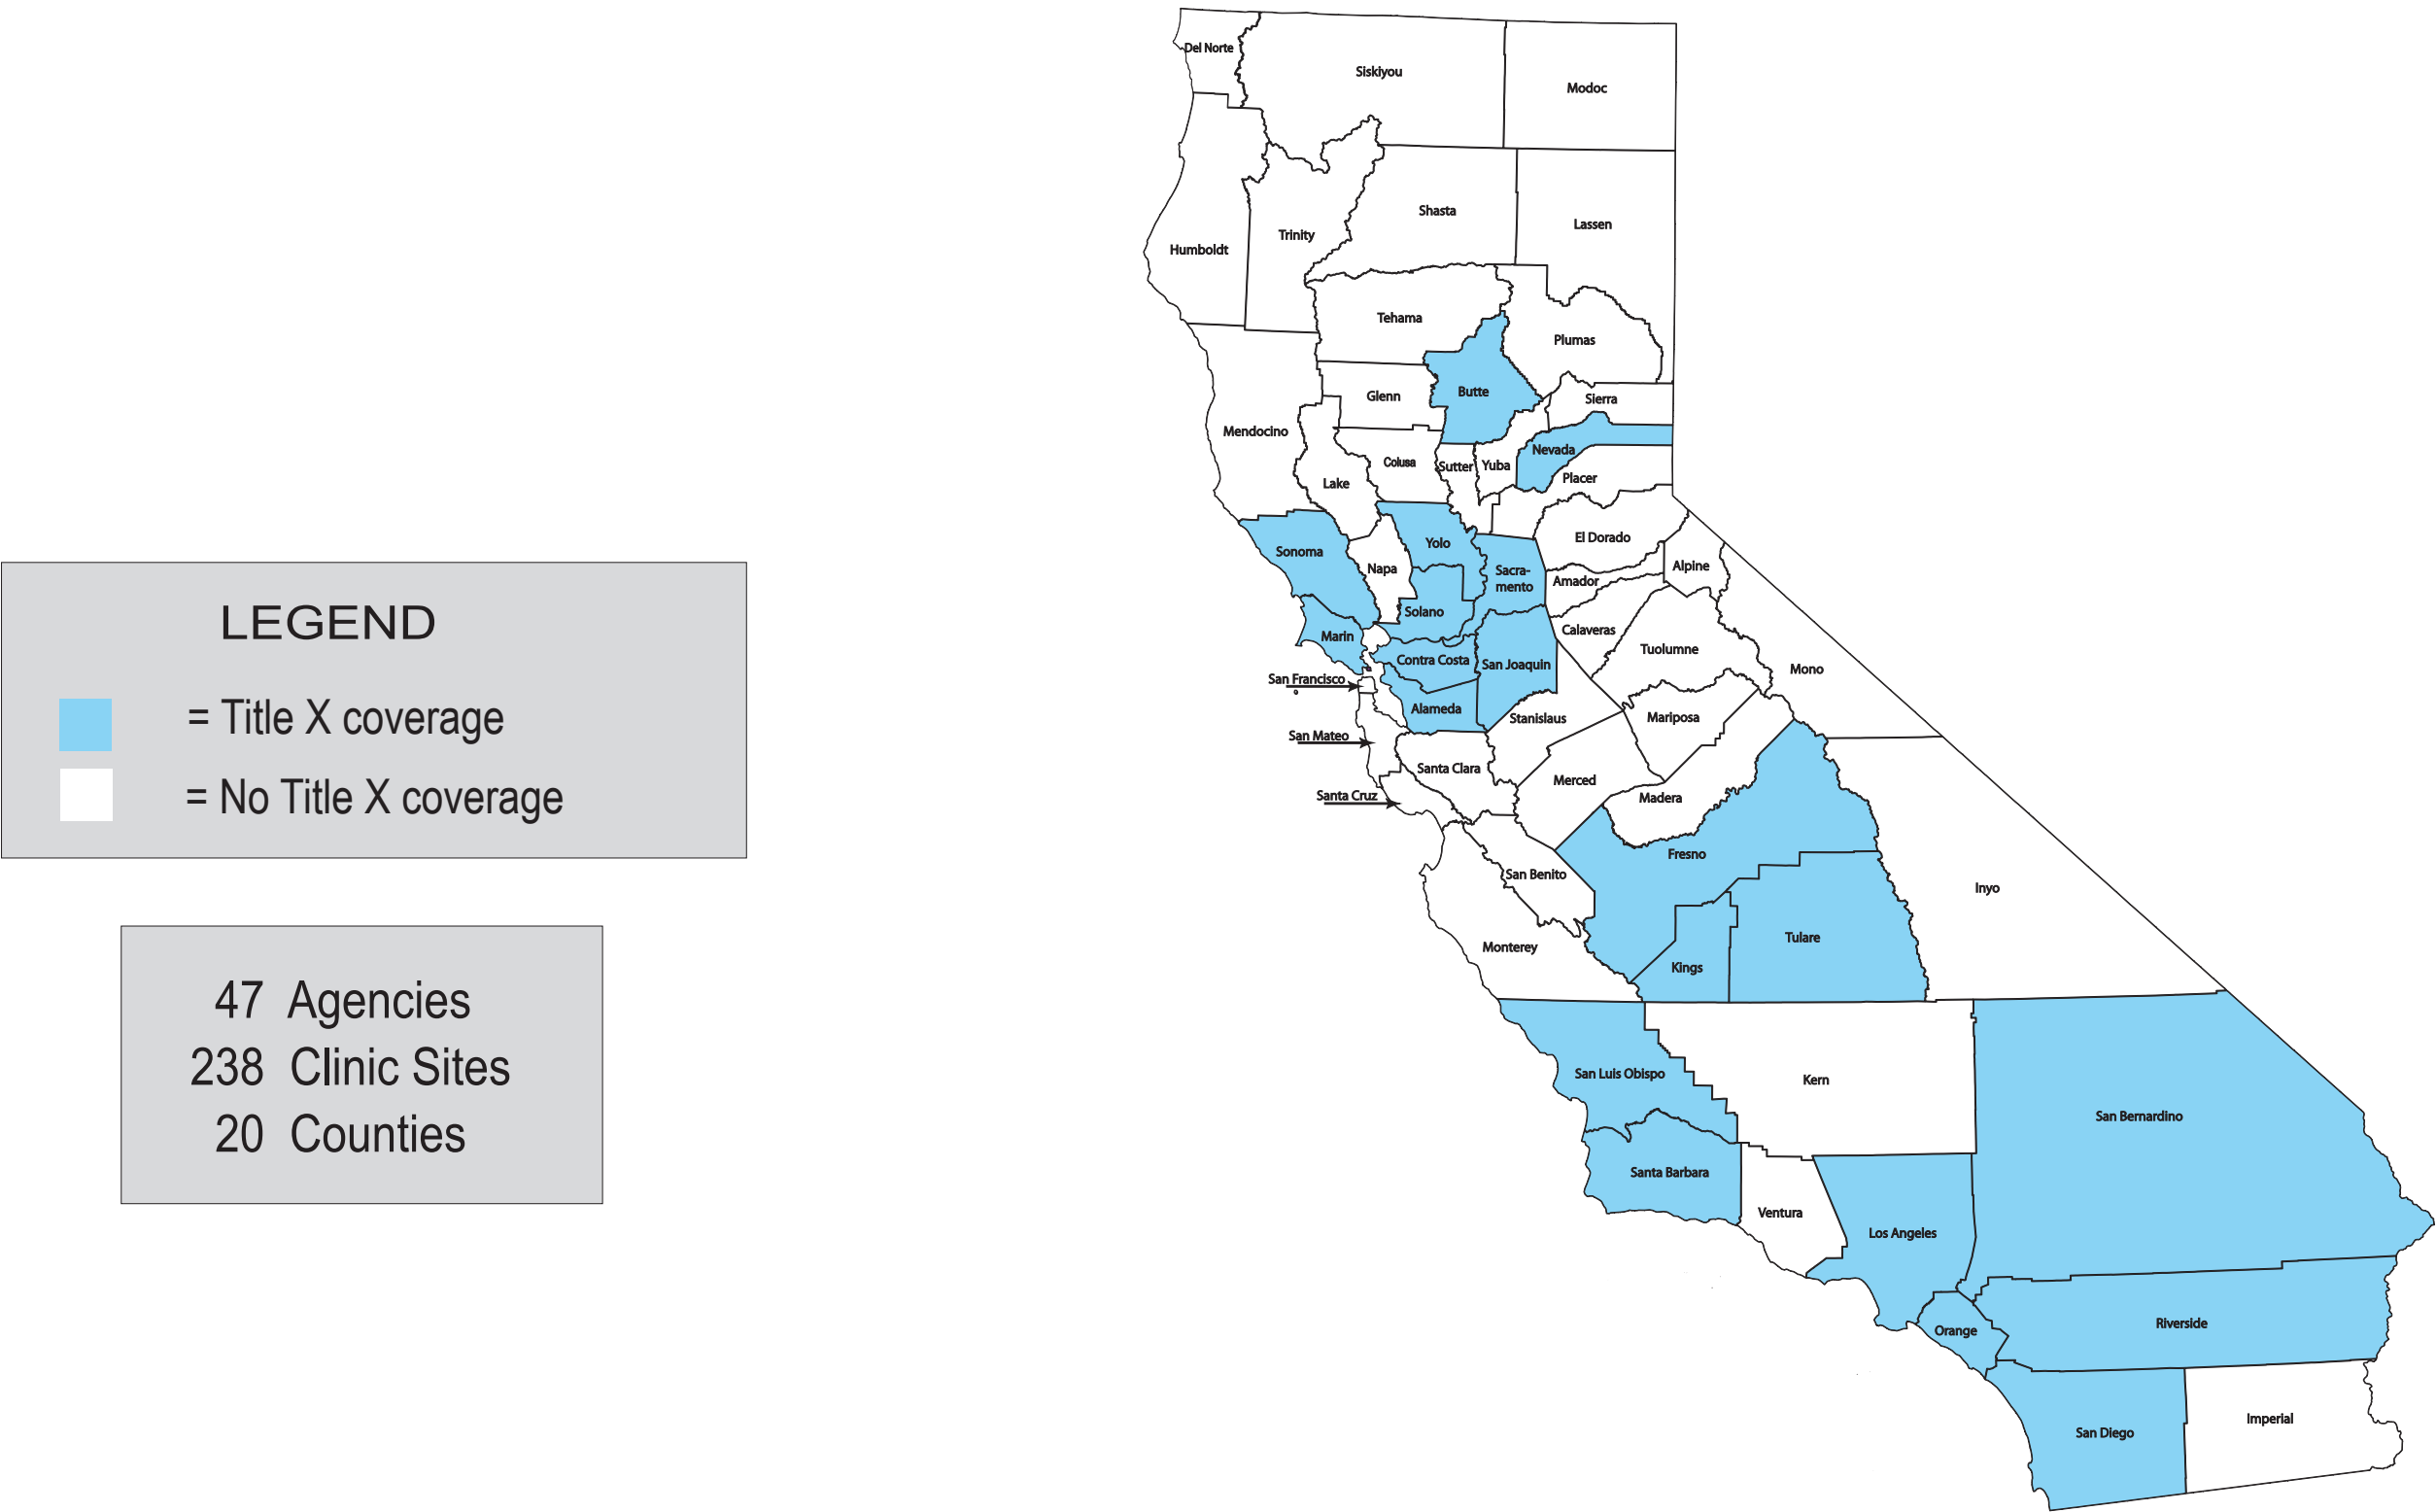 LEGEND
= Title X coverage
= No Title X coverage
47 Agencies
238 Clinic Sites
20 Counties
Del Norte
Siskiyou
Modoc
Shasta
Lassen
Trinity
Humboldt
Tehama
Plumas
Butte
Glenn
Sierra
Mendocino
Nevada
Colusa
Sutter
Yuba
Lake
Placer
El Dorado
Yolo
Sonoma
Napa
Sacra-
mento
Alpine
Amador
Solano
Marin
Calaveras
Tuolumne
Contra Costa
San Joaquin
Mono
San Francisco
Alameda
Stanislaus
Mariposa
San Mateo
Santa Clara
Merced
Santa Cruz
Madera
Fresno
San Benito
Inyo
Monterey
Tulare
Kings
San Luis Obispo
Kern
San Bernardino
Santa Barbara
Ventura
Los Angeles
Orange
Riverside
San Diego
Imperial